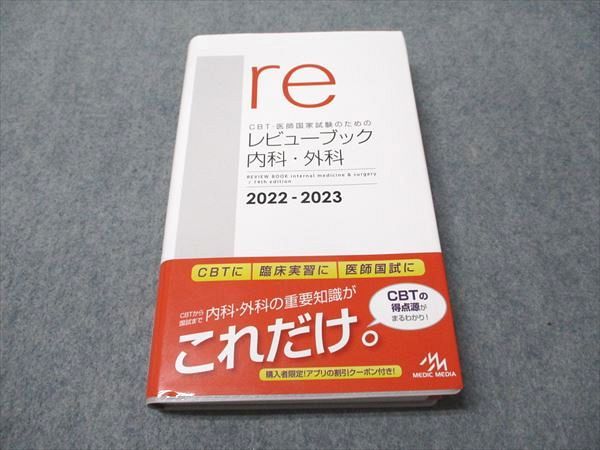 re
CBT・医師国家試験のための
レビューブック
内科・外科
REVIEW BOOK internal medicine & surgery
/ 14th edition
2022-2023
CBTに 臨床実習に 医師国試に
CBTから
国試まで
内科・外科の重要知識が
これだけ。
CBTの
得点源が
まるわかり!
購入者限定!アプリの割引クーポン付き!
MEDIC MEDIA